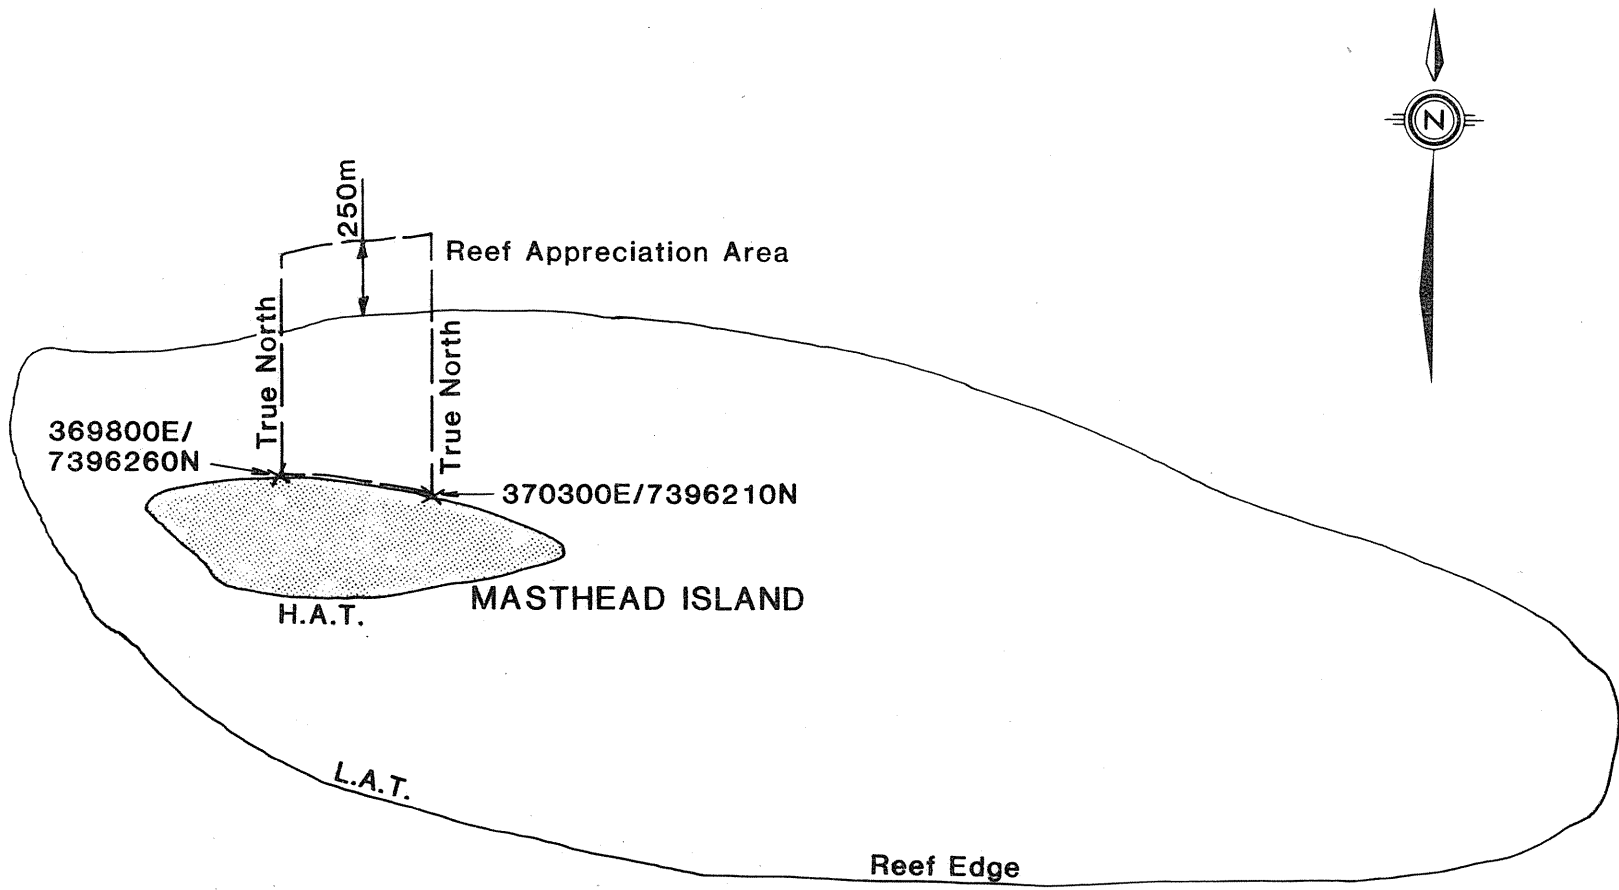 N
250m
Reef Appreciation Area
True North
True North
369800E/
7396260N
370300E/7396210N
MASTHEAD ISLAND
H.A.T.
L.A.T.
Reef Edge